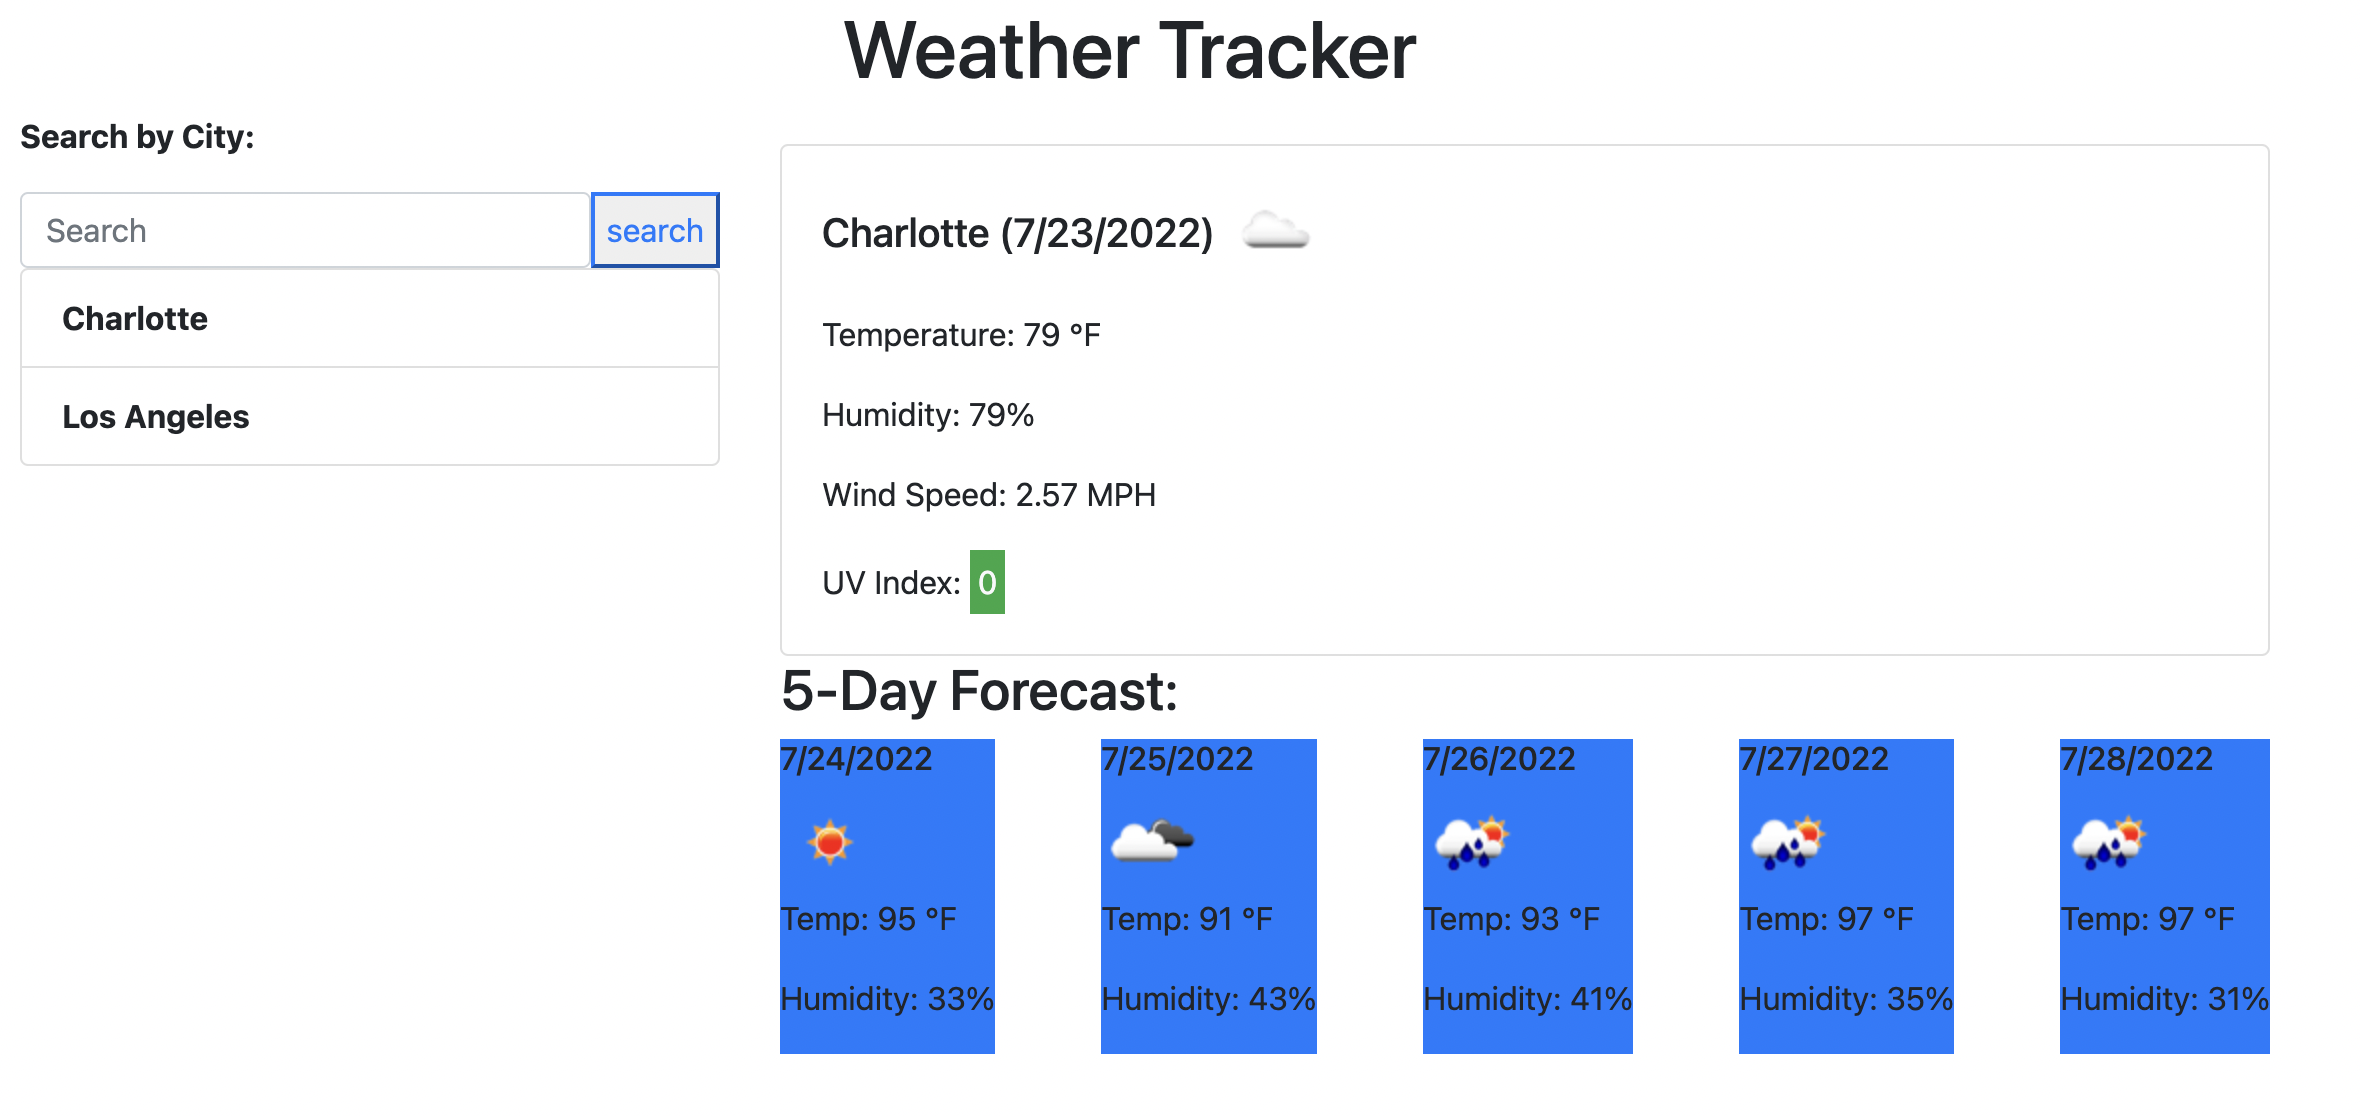 Weather Tracker
Search by City:
Search
search
Charlotte
Los Angeles
Charlotte (7/23/2022)
Temperature: 79 °F
Humidity: 79%
Wind Speed: 2.57 MPH
UV Index: 0
5-Day Forecast:
7/24/2022
Temp: 95 °F
Humidity: 33%
7/25/2022
Temp: 91 °F
Humidity: 43%
7/26/2022
Temp: 93 °F
Humidity: 41%
7/27/2022
Temp: 97 °F
Humidity: 35%
7/28/2022
Temp: 97 °F
Humidity: 31%